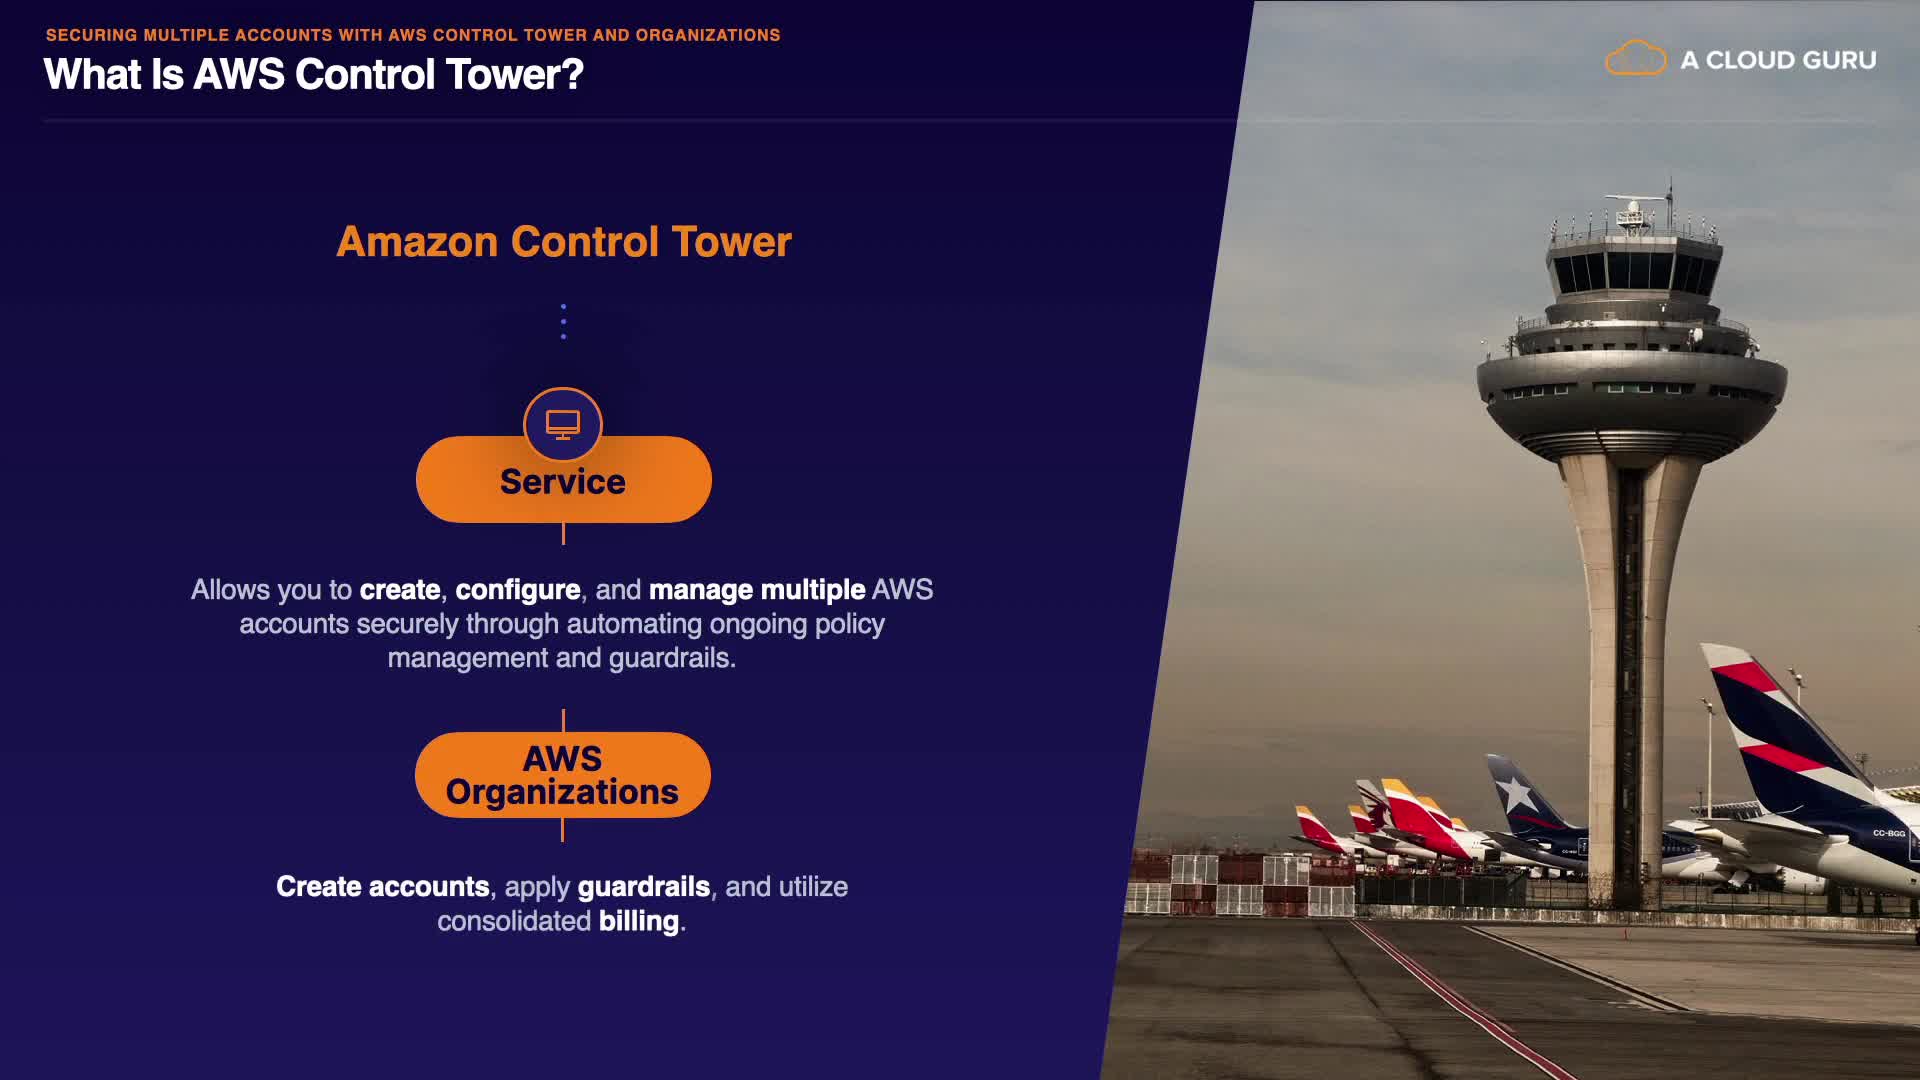 SECURING MULTIPLE ACCOUNTS WITH AWS CONTROL TOWER AND ORGANIZATIONS
What Is AWS Control Tower?
A CLOUD GURU
Amazon Control Tower
Service
Allows you to create, configure, and manage multiple AWS
accounts securely through automating ongoing policy
management and guardrails.
AWS
Organizations
Create accounts, apply guardrails, and utilize
consolidated billing.
CC-BGG